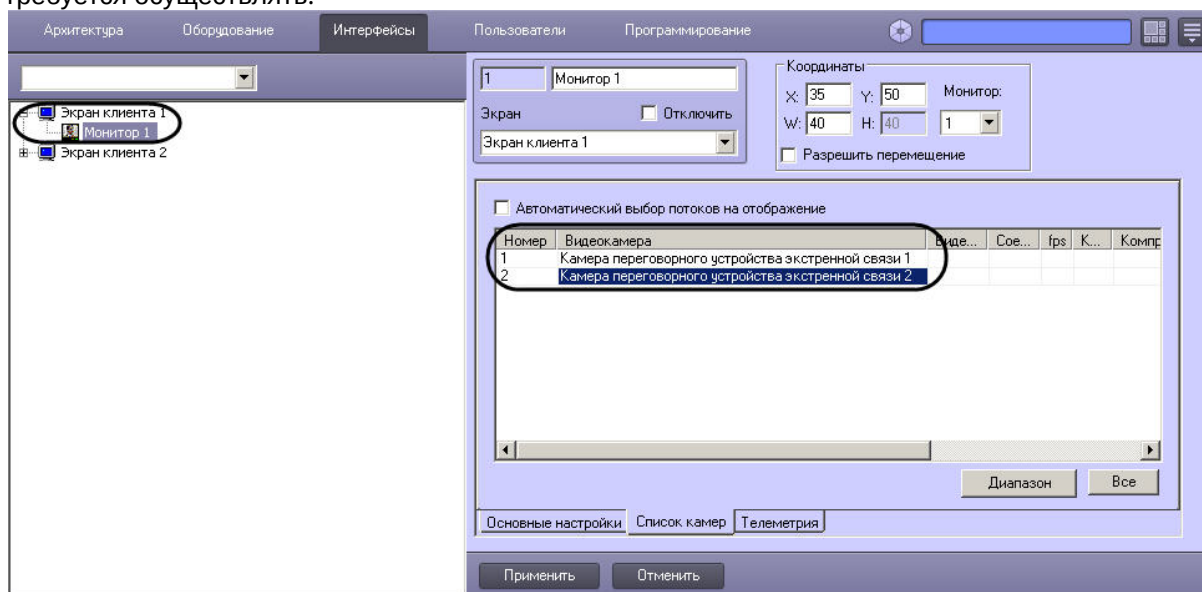 требуется осуществлять.
Архитектура Оборудование Интерфейсы Пользователи Программирование
1 Монитор 1
Экран Отключить
Экран клиента 1
Координаты
X: 35 Y: 50 Монитор:
W: 40 H: 40 1
Разрешить перемещение
Экран клиента 1
Монитор 1
Экран клиента 2
Автоматический выбор потоков на отображение
Номер Видеокамера Виде... Сое... fps К... Компр
1 Камера переговорного устройства экстренной связи 1
2 Камера переговорного устройства экстренной связи 2
Диапазон Все
Основные настройки Список камер Телеметрия
Применить Отменить